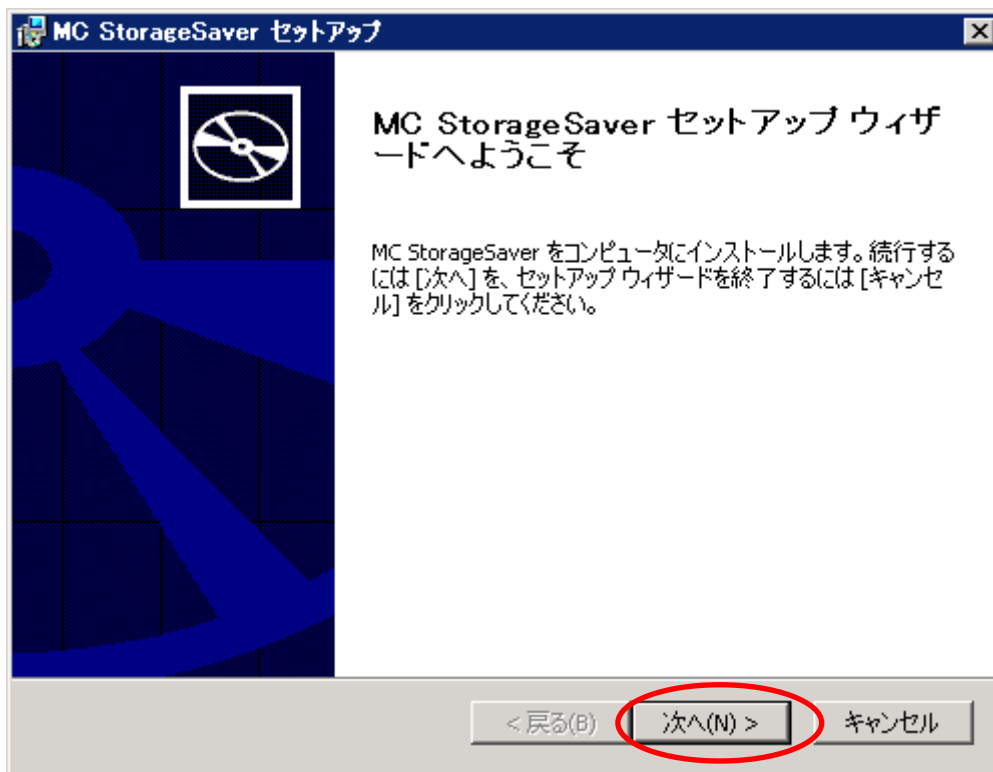 MC StorageSaver セットアップ
MC StorageSaver セットアップ ウィザ
ードへようこそ
MC StorageSaver をコンピュータにインストールします。続行する
には [次へ] を、セットアップ ウィザードを終了するには [キャンセ
ル] をクリックしてください。
< 戻る(B) 次へ(N) > キャンセル